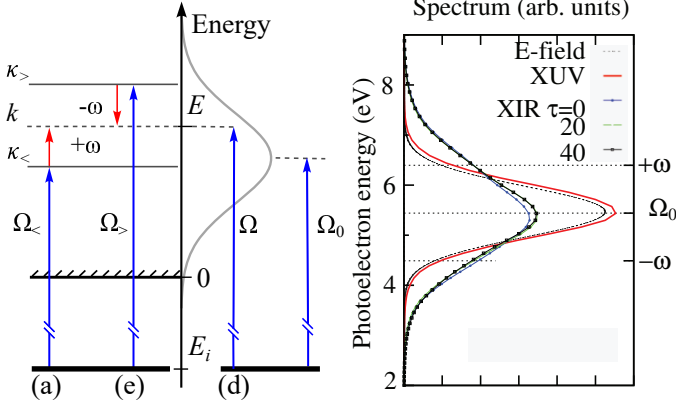 Energy
κ>
-ω
E
k
+ω
κ<
Ω<
Ω>
Ω
Ω0
0
Ei
(a)
(e)
(d)
Spectrum (arb. units)
E-field
XUV
XIR τ=0
20
40
Photoelectron energy (eV)
8
6
4
2
+ω
Ω0
−ω